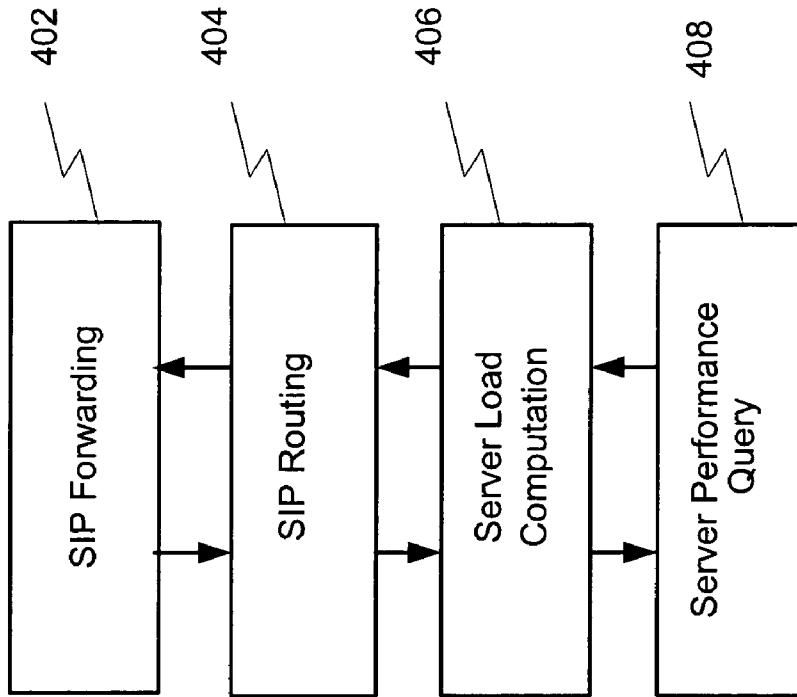 SIP Forwarding
402
SIP Routing
404
Server Load
Computation
406
Server Performance
Query
408